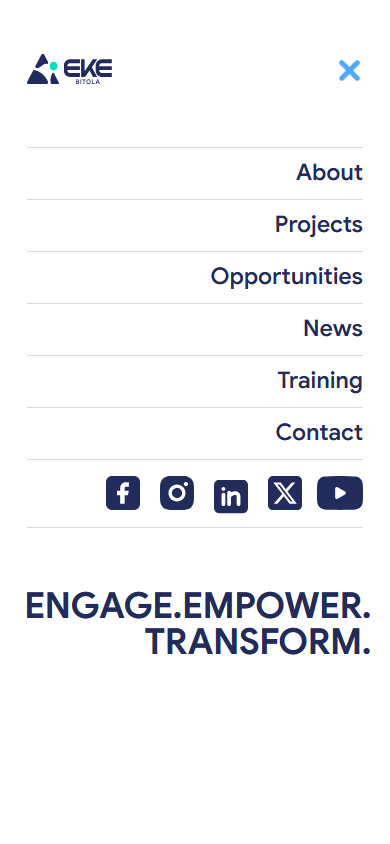 EKE
BITOLA
About
Projects
Opportunities
News
Training
Contact
ENGAGE.EMPOWER.
TRANSFORM.